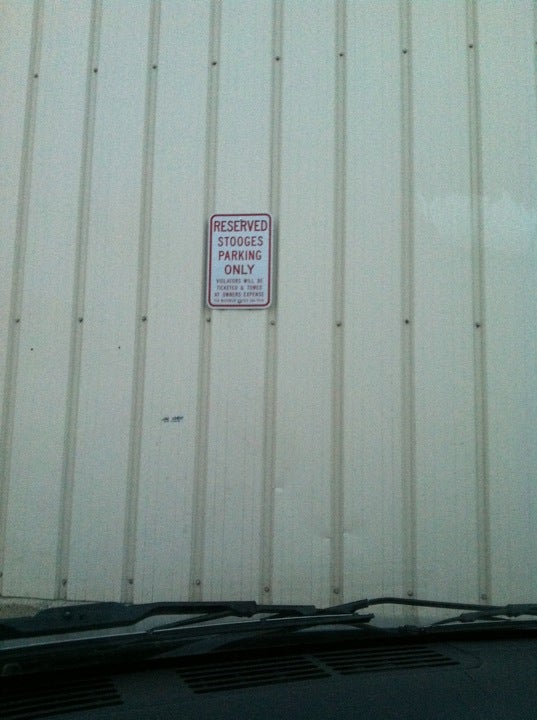 RESERVED
STOOGES
PARKING
ONLY
VIOLATORS WILL BE
TICKETED & TOWED
AT OWNERS EXPENSE